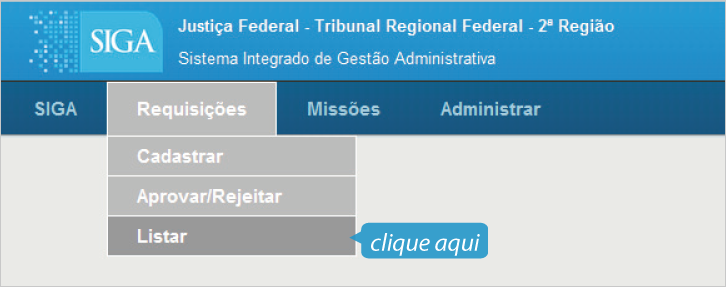 SIGA
Justiça Federal - Tribunal Regional Federal - 2ª Região
Sistema Integrado de Gestão Administrativa
SIGA Requisições Missões Administrar
Cadastrar
Aprovar/Rejeitar
Listar
clique aqui